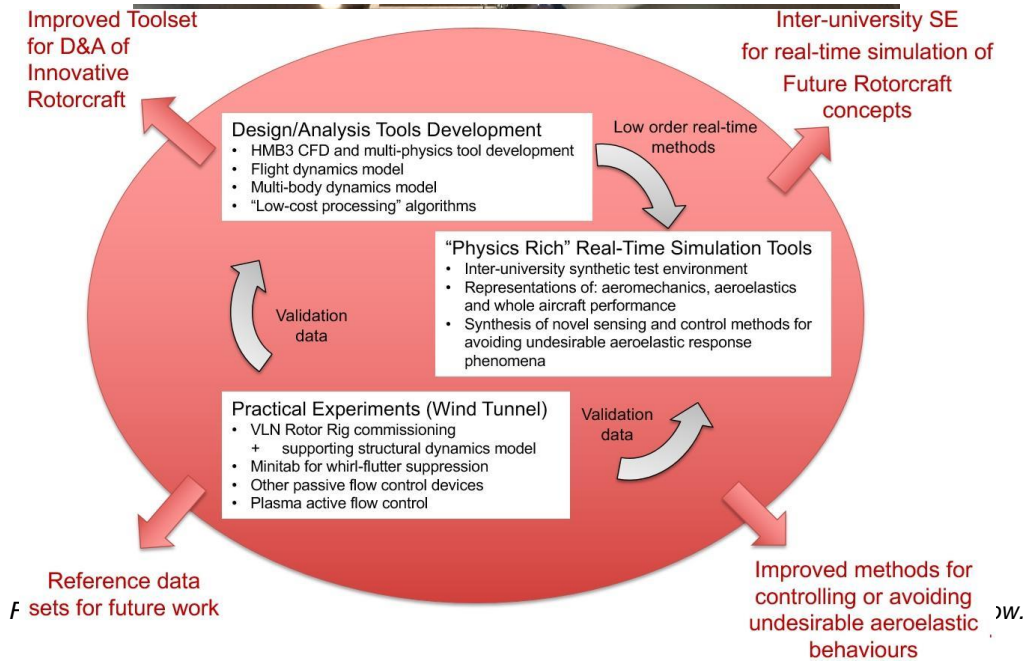 Improved Toolset
for D&A of
Innovative
Rotorcraft
Inter-university SE
for real-time simulation of
Future Rotorcraft
concepts
Design/Analysis Tools Development
• HMB3 CFD and multi-physics tool development
• Flight dynamics model
• Multi-body dynamics model
• “Low-cost processing” algorithms
Low order real-time
methods
“Physics Rich” Real-Time Simulation Tools
• Inter-university synthetic test environment
• Representations of: aeromechanics, aeroelastics
and whole aircraft performance
• Synthesis of novel sensing and control methods for
avoiding undesirable aeroelastic response
phenomena
Validation
data
Practical Experiments (Wind Tunnel)
• VLN Rotor Rig commissioning
+ supporting structural dynamics model
• Minitab for whirl-flutter suppression
• Other passive flow control devices
• Plasma active flow control
Validation
data
Reference data
sets for future work
Improved methods for
controlling or avoiding
undesirable aeroelastic
behaviours